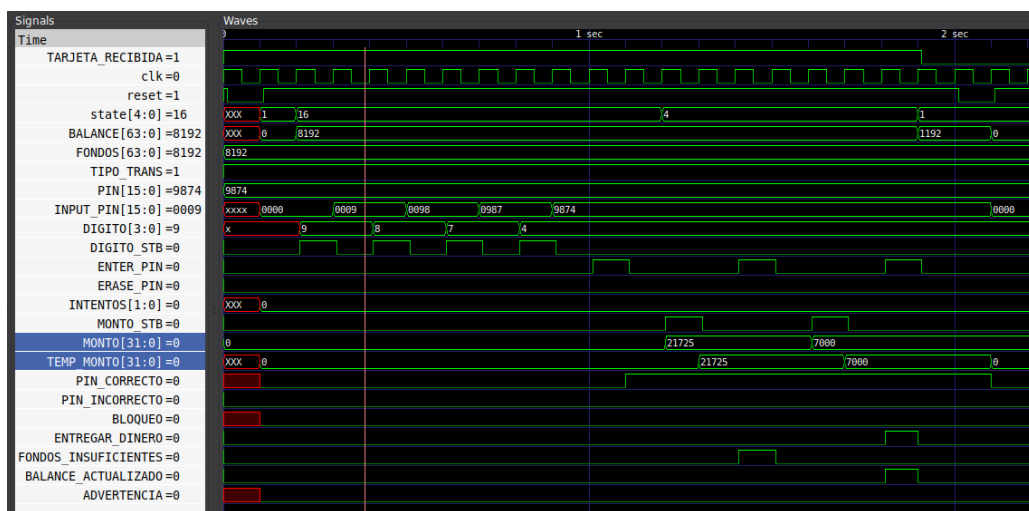 Signals Waves
Time 0 1 sec 2 sec
TARJETA_RECIBIDA=1
clk=0
reset=1
state[4:0]=16 XXX 1 16 4 1
BALANCE[63:0]=8192 XXX 0 8192 1192 0
FONDOS[63:0]=8192 8192
TIPO_TRANS=1
PIN[15:0]=9874 9874
INPUT_PIN[15:0]=0009 xxxx 0000 0009 0098 0987 9874 0000
DIGITO[3:0]=9 x 9 8 7 4
DIGITO_STB=0
ENTER_PIN=0
ERASE_PIN=0
INTENTOS[1:0]=0 XXX 0
MONTO_STB=0
MONTO[31:0]=0 0 21725 7000
TEMP_MONTO[31:0]=0 XXX 0 21725 7000 0
PIN_CORRECTO=0
PIN_INCORRECTO=0
BLOQUEO=0
ENTREGAR_DINERO=0
FONDOS_INSUFICIENTES=0
BALANCE_ACTUALIZADO=0
ADVERTENCIA=0